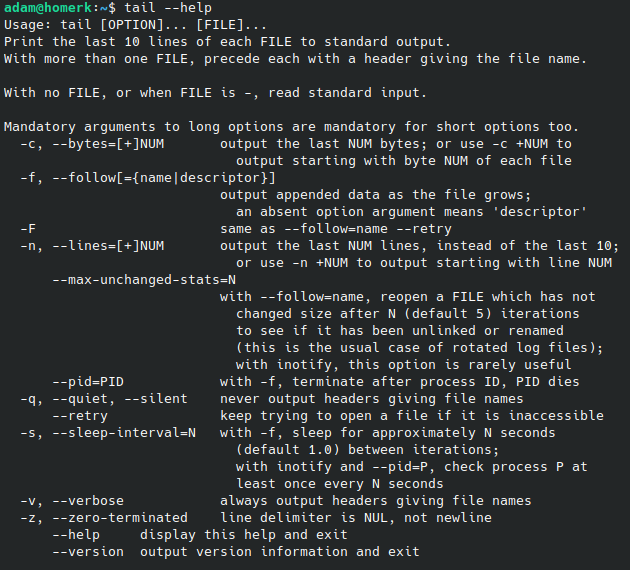 adam@homerk:~$ tail --help
Usage: tail [OPTION]... [FILE]...
Print the last 10 lines of each FILE to standard output.
With more than one FILE, precede each with a header giving the file name.

With no FILE, or when FILE is -, read standard input.

Mandatory arguments to long options are mandatory for short options too.
  -c, --bytes=[+]NUM       output the last NUM bytes; or use -c +NUM to
                             output starting with byte NUM of each file
  -f, --follow[={name|descriptor}]
                           output appended data as the file grows;
                             an absent option argument means 'descriptor'
  -F                       same as --follow=name --retry
  -n, --lines=[+]NUM       output the last NUM lines, instead of the last 10;
                             or use -n +NUM to output starting with line NUM
      --max-unchanged-stats=N
                           with --follow=name, reopen a FILE which has not
                             changed size after N (default 5) iterations
                             to see if it has been unlinked or renamed
                             (this is the usual case of rotated log files);
                             with inotify, this option is rarely useful
      --pid=PID            with -f, terminate after process ID, PID dies
  -q, --quiet, --silent    never output headers giving file names
      --retry              keep trying to open a file if it is inaccessible
  -s, --sleep-interval=N   with -f, sleep for approximately N seconds
                             (default 1.0) between iterations;
                             with inotify and --pid=P, check process P at
                             least once every N seconds
  -v, --verbose            always output headers giving file names
  -z, --zero-terminated    line delimiter is NUL, not newline
      --help     display this help and exit
      --version  output version information and exit